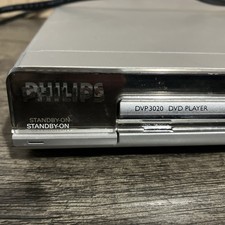 PHILIPS
DVP3020 DVD PLAYER
STANDBY-ON
STANDBY-ON